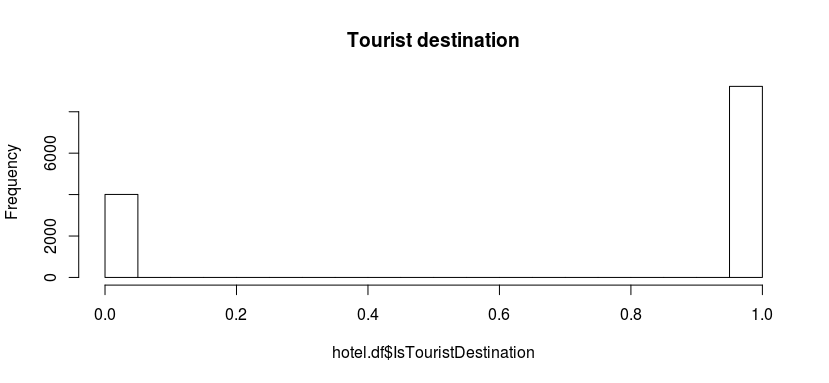 Tourist destination
Frequency
6000
2000
0
0.0 0.2 0.4 0.6 0.8 1.0
hotel.df$IsTouristDestination